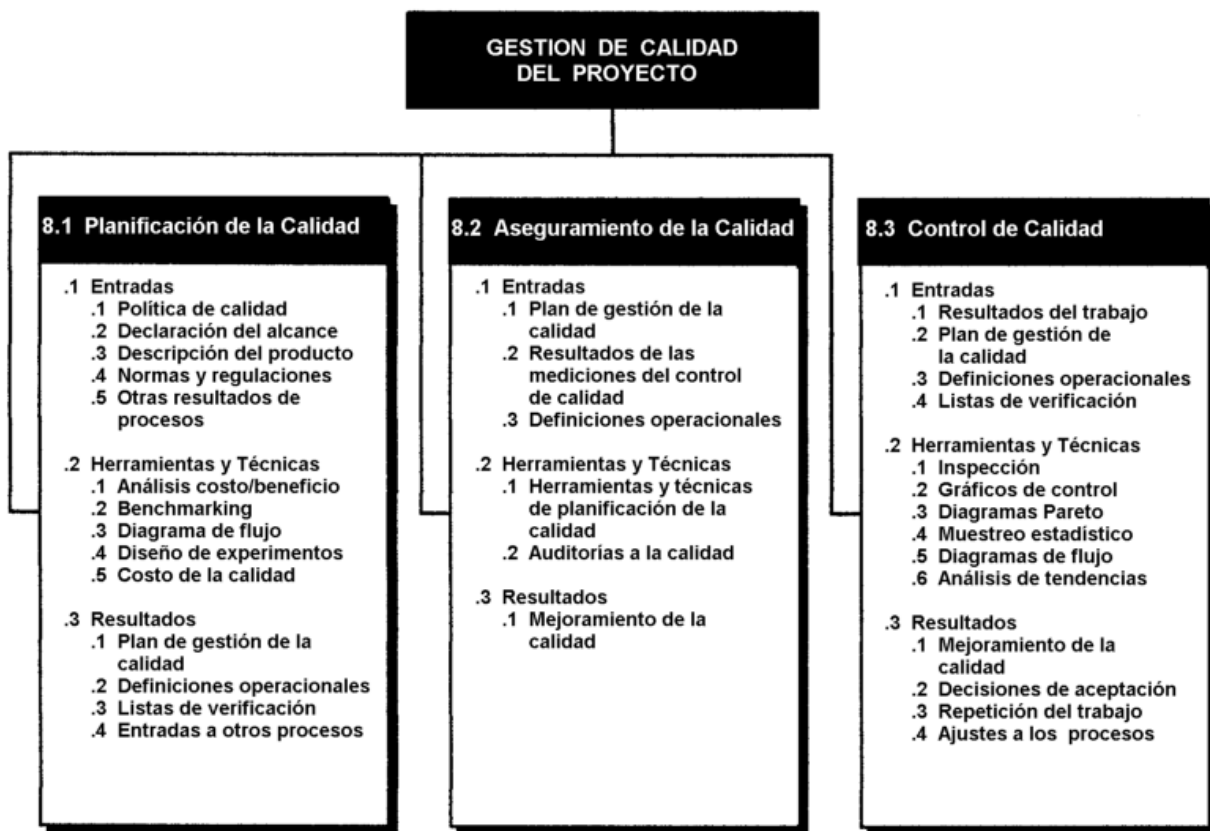 GESTION DE CALIDAD
DEL PROYECTO
8.1 Planificación de la Calidad
.1 Entradas
.1 Política de calidad
.2 Declaración del alcance
.3 Descripción del producto
.4 Normas y regulaciones
.5 Otras resultados de
procesos
.2 Herramientas y Técnicas
.1 Análisis costo/beneficio
.2 Benchmarking
.3 Diagrama de flujo
.4 Diseño de experimentos
.5 Costo de la calidad
.3 Resultados
.1 Plan de gestión de la
calidad
.2 Definiciones operacionales
.3 Listas de verificación
.4 Entradas a otros procesos
8.2 Aseguramiento de la Calidad
.1 Entradas
.1 Plan de gestión de la
calidad
.2 Resultados de las
mediciones del control
de calidad
.3 Definiciones operacionales
.2 Herramientas y Técnicas
.1 Herramientas y técnicas
de planificación de la
calidad
.2 Auditorías a la calidad
.3 Resultados
.1 Mejoramiento de la
calidad
8.3 Control de Calidad
.1 Entradas
.1 Resultados del trabajo
.2 Plan de gestión de
la calidad
.3 Definiciones operacionales
.4 Listas de verificación
.2 Herramientas y Técnicas
.1 Inspección
.2 Gráficos de control
.3 Diagramas Pareto
.4 Muestreo estadístico
.5 Diagramas de flujo
.6 Análisis de tendencias
.3 Resultados
.1 Mejoramiento de la
calidad
.2 Decisiones de aceptación
.3 Repetición del trabajo
.4 Ajustes a los procesos